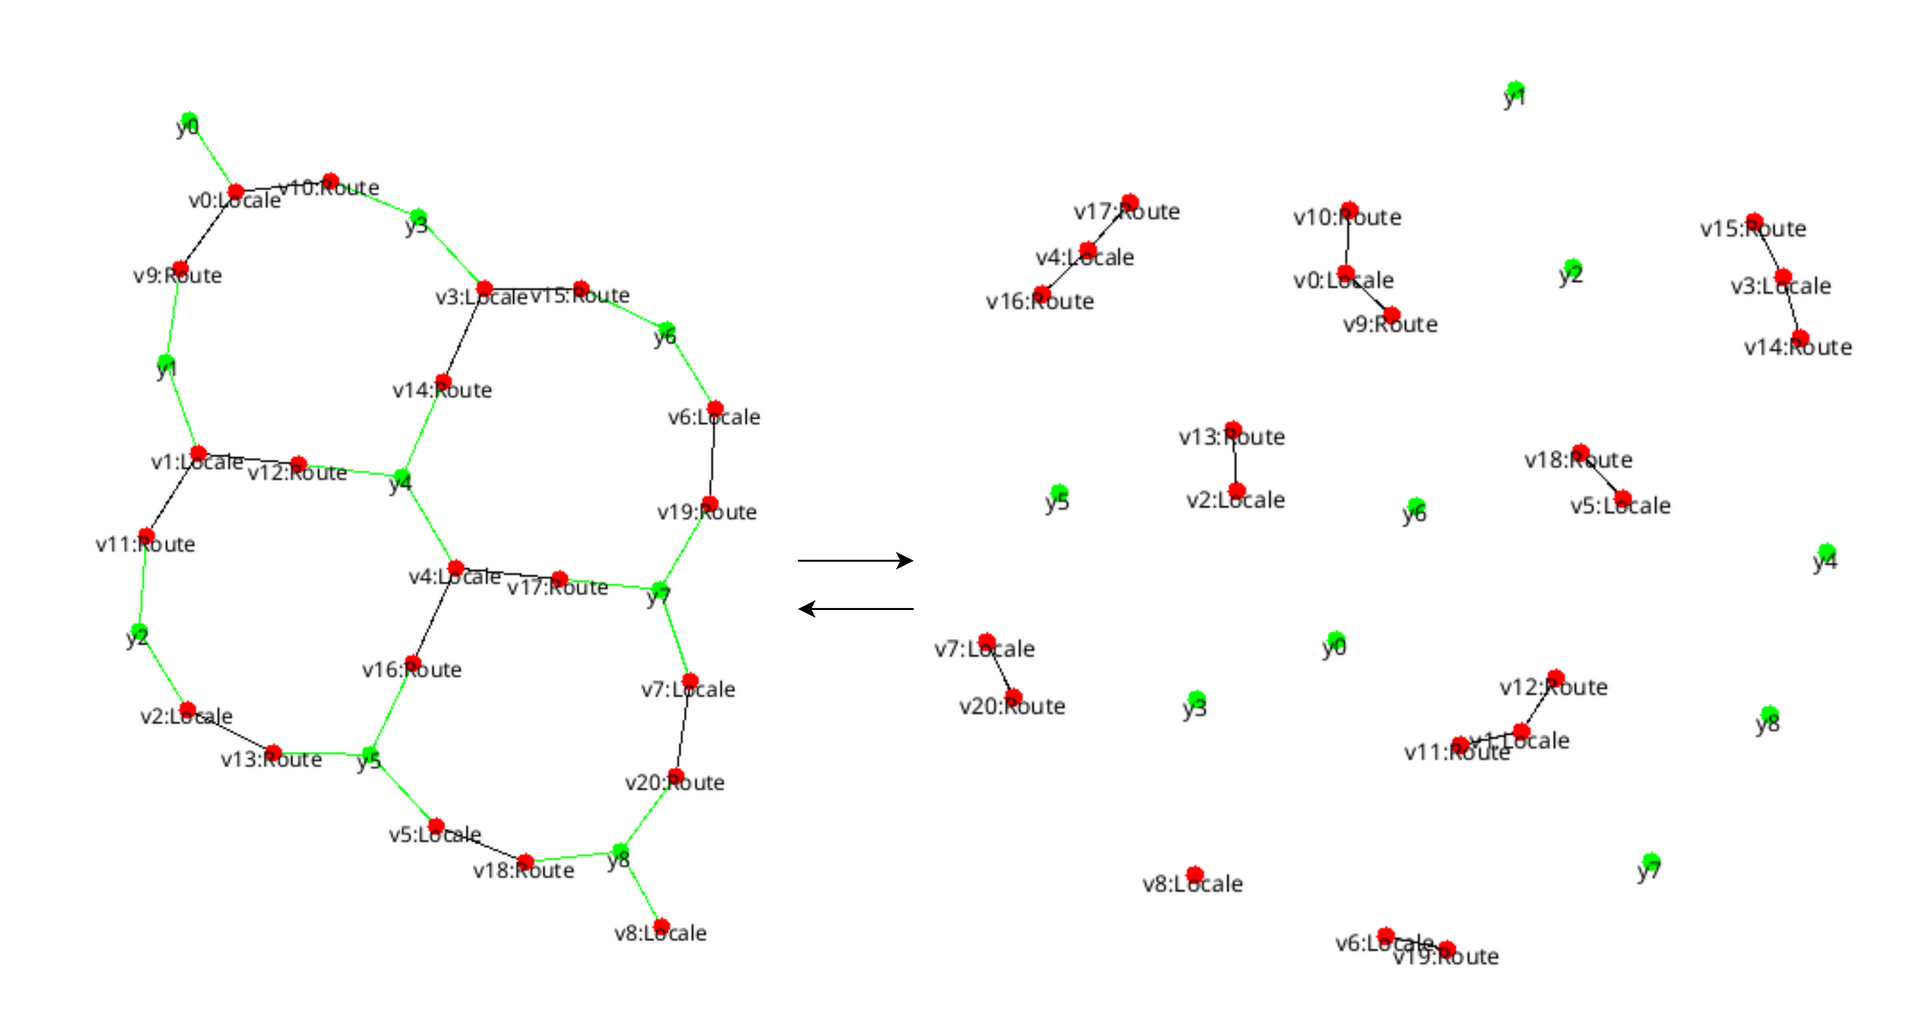 y0
v0:Locale
v10:Route
y3
v9:Route
v3:Locale
v15:Route
y6
y1
v14:Route
v6:Locale
v1:Locale
v12:Route
y4
v19:Route
v11:Route
v4:Locale
v17:Route
y7
y2
v16:Route
v7:Locale
v2:Locale
v13:Route
y5
v20:Route
v5:Locale
v18:Route
y8
v8:Locale
y1
v17:Route
v4:Locale
v16:Route
v10:Route
v0:Locale
v9:Route
y2
v15:Route
v3:Locale
v14:Route
v13:Route
v2:Locale
v18:Route
v5:Locale
y5
y6
y4
v7:Locale
v20:Route
y0
y3
v12:Route
v1:Locale
v11:Route
y8
v8:Locale
y7
v6:Locale
v19:Route